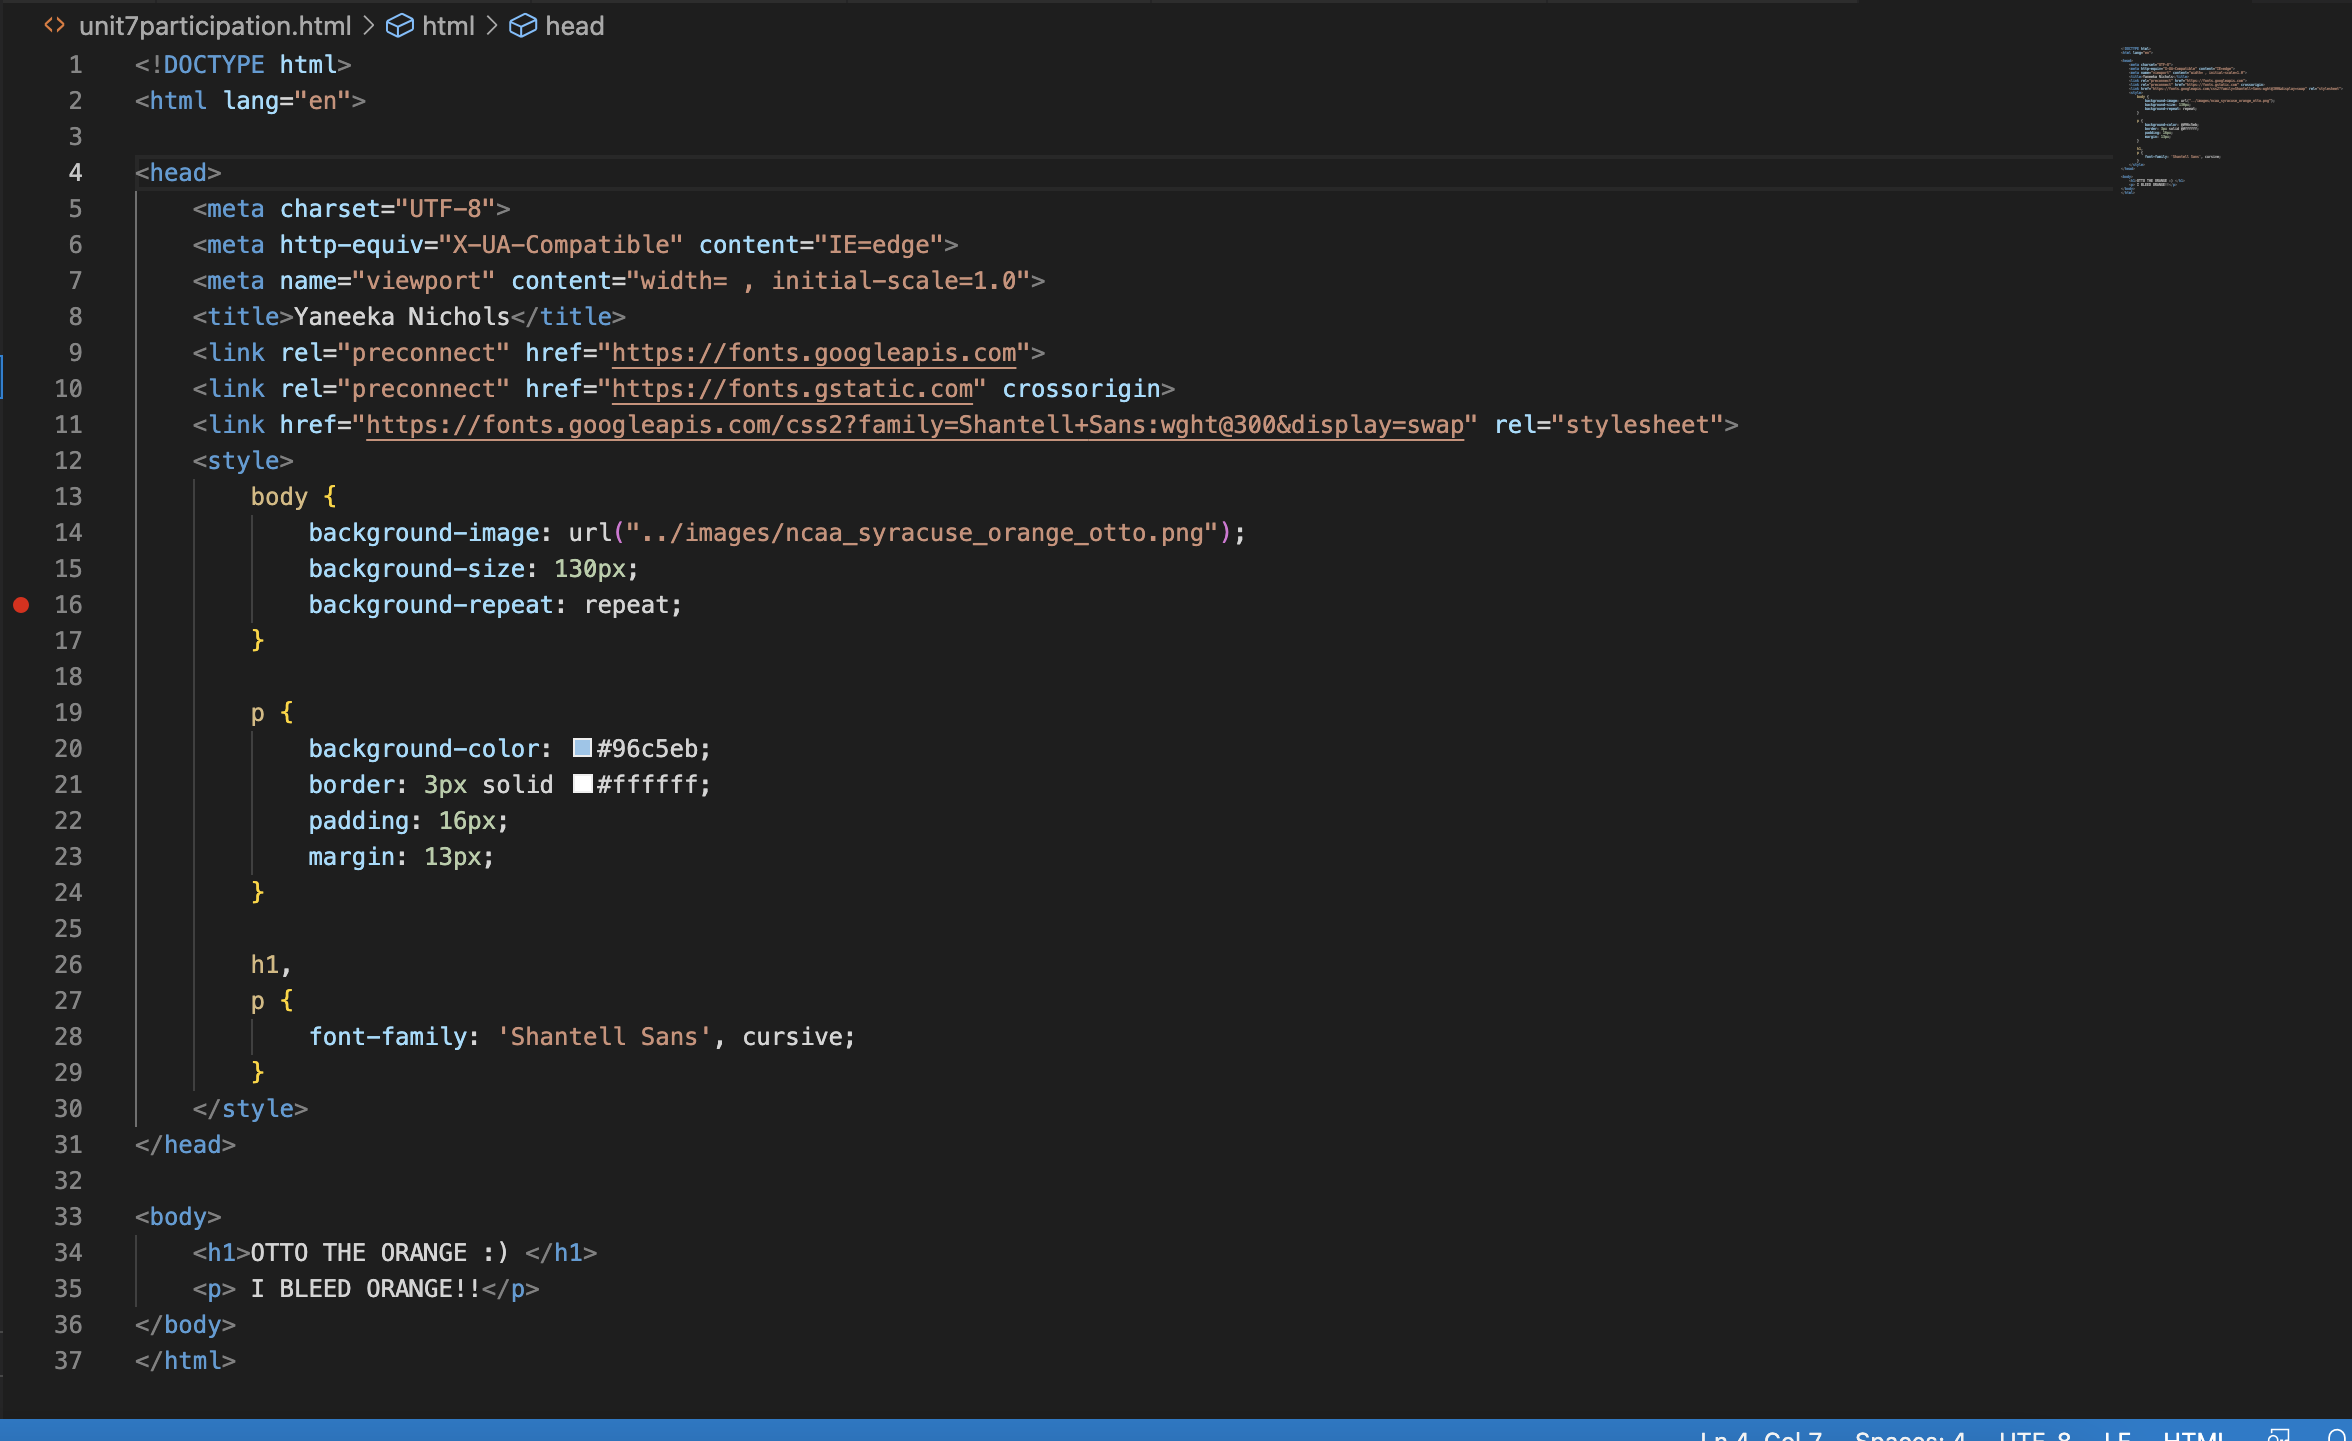 unit7participation.html > html > head
1 <!DOCTYPE html>
2 <html lang="en">
3
4 <head>
5     <meta charset="UTF-8">
6     <meta http-equiv="X-UA-Compatible" content="IE=edge">
7     <meta name="viewport" content="width= , initial-scale=1.0">
8     <title>Yaneeka Nichols</title>
9     <link rel="preconnect" href="https://fonts.googleapis.com">
10     <link rel="preconnect" href="https://fonts.gstatic.com" crossorigin>
11     <link href="https://fonts.googleapis.com/css2?family=Shantell+Sans:wght@300&display=swap" rel="stylesheet">
12     <style>
13         body {
14             background-image: url("../images/ncaa_syracuse_orange_otto.png");
15             background-size: 130px;
16             background-repeat: repeat;
17         }
18
19         p {
20             background-color: #96c5eb;
21             border: 3px solid #ffffff;
22             padding: 16px;
23             margin: 13px;
24         }
25
26         h1,
27         p {
28             font-family: 'Shantell Sans', cursive;
29         }
30     </style>
31 </head>
32
33 <body>
34     <h1>OTTO THE ORANGE :) </h1>
35     <p> I BLEED ORANGE!!</p>
36 </body>
37 </html>
Ln 4, Col 7 Spaces: 4 UTF-8 LF HTML